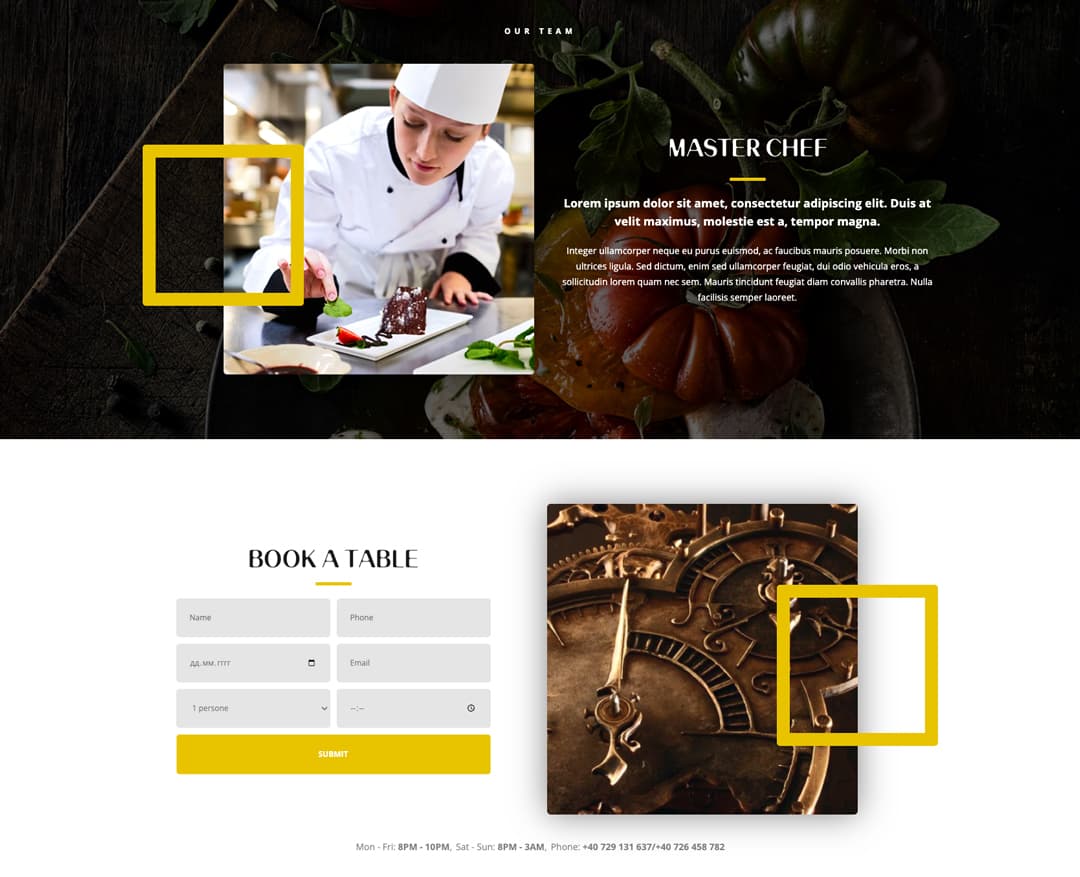 OUR TEAM
MASTER CHEF
Lorem ipsum dolor sit amet, consectetur adipiscing elit. Duis at
velit maximus, molestie est a, tempor magna.
Integer ullamcorper neque eu purus euismod, ac faucibus mauris posuere. Morbi non
ultrices ligula. Sed dictum, enim sed ullamcorper feugiat, dui odio vehicula eros, a
sollicitudin lorem quam nec sem. Mauris tincidunt feugiat diam convallis pharetra. Nulla
facilisis semper laoreet.
BOOK A TABLE
Name
Phone
дд.мм.гггг
Email
1 persone
--:--
SUBMIT
Mon - Fri: 8PM - 10PM, Sat - Sun: 8PM - 3AM, Phone: +40 729 131 637/+40 726 458 782